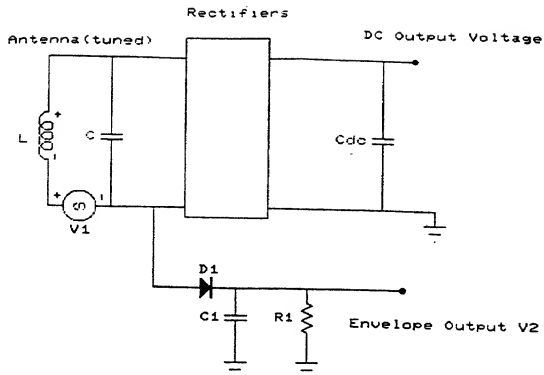 Rectifiers
Antenna(tuned)
DC Output Voltage
+
L
C
Cdc
-
+
-
S
V1
D1
C1
R1
Envelope Output V2